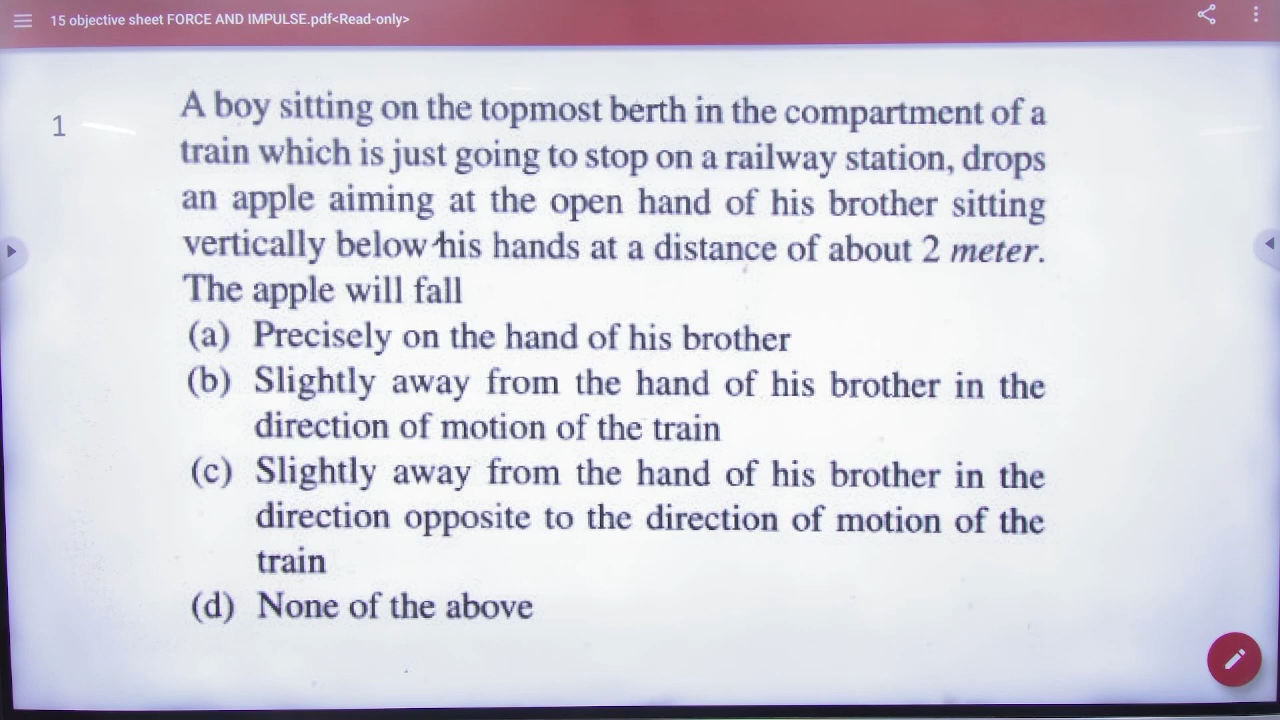 15 objective sheet FORCE AND IMPULSE.pdf<Read-only>
1
A boy sitting on the topmost berth in the compartment of a
train which is just going to stop on a railway station, drops
an apple aiming at the open hand of his brother sitting
vertically below his hands at a distance of about 2 meter.
The apple will fall
(a) Precisely on the hand of his brother
(b) Slightly away from the hand of his brother in the
direction of motion of the train
(c) Slightly away from the hand of his brother in the
direction opposite to the direction of motion of the
train
(d) None of the above